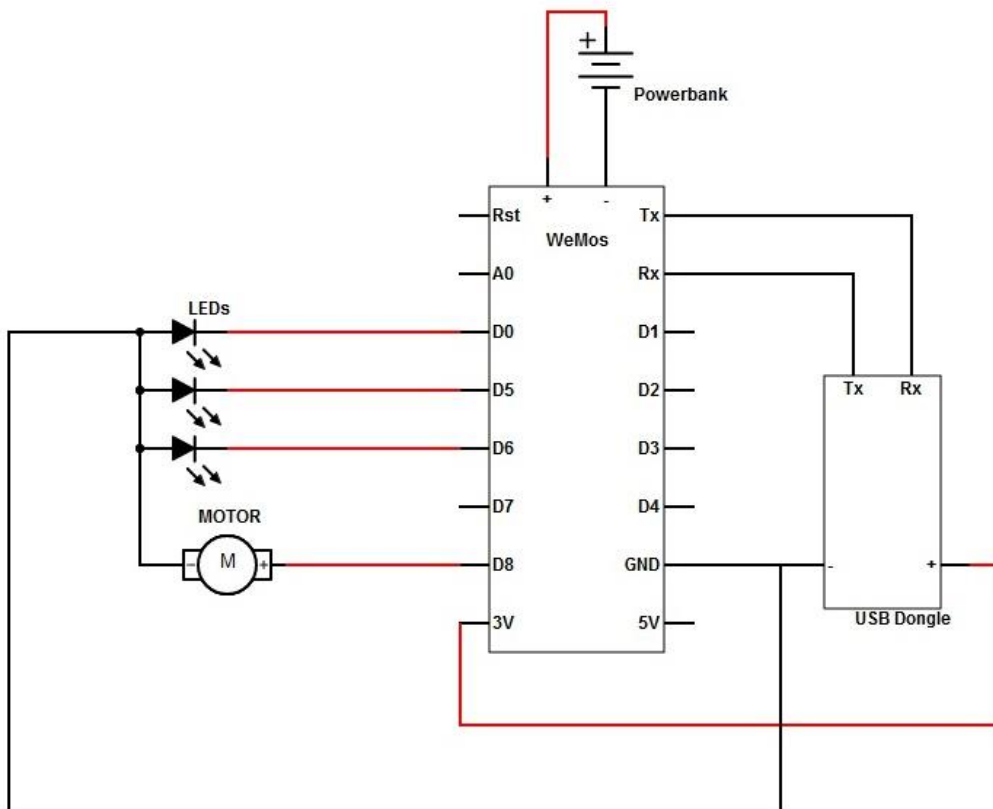 +
Powerbank
+ -
Rst Tx
WeMos
A0 Rx
LEDs
D0 D1
Tx Rx
D5 D2
D6 D3
D7 D4
MOTOR
- M + D8 GND - +
USB Dongle
3V 5V